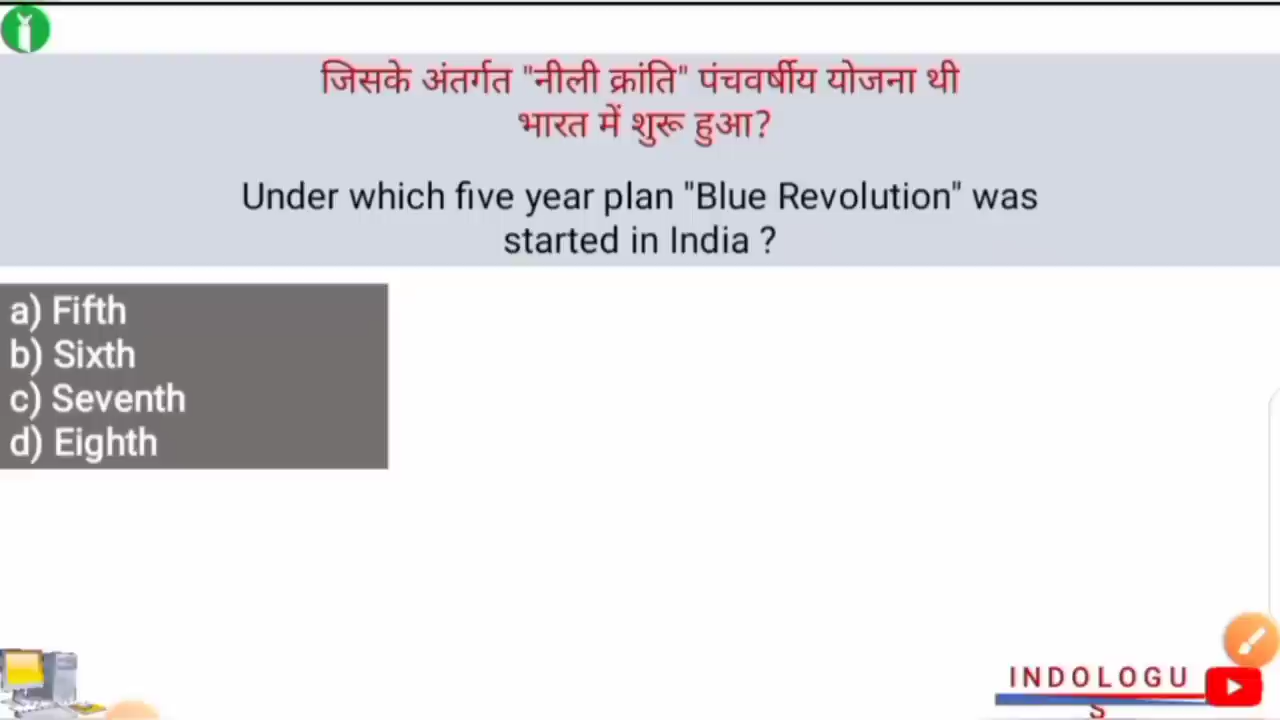 जिसके अंतर्गत "नीली क्रांति" पंचवर्षीय योजना थी
भारत में शुरू हुआ?
Under which five year plan "Blue Revolution" was
started in India ?
a) Fifth
b) Sixth
c) Seventh
d) Eighth
INDOLOGU
S